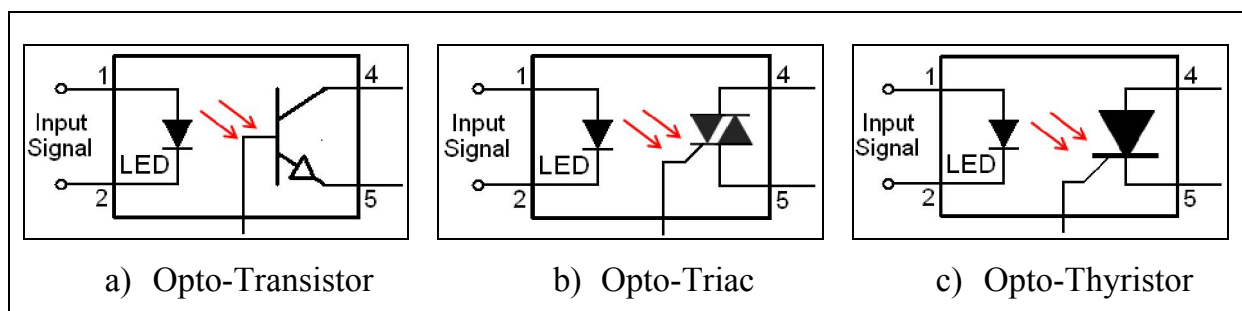 1
4
Input
Signal
LED
2
5
a) Opto-Transistor
1
4
Input
Signal
LED
2
5
b) Opto-Triac
1
4
Input
Signal
LED
2
5
c) Opto-Thyristor